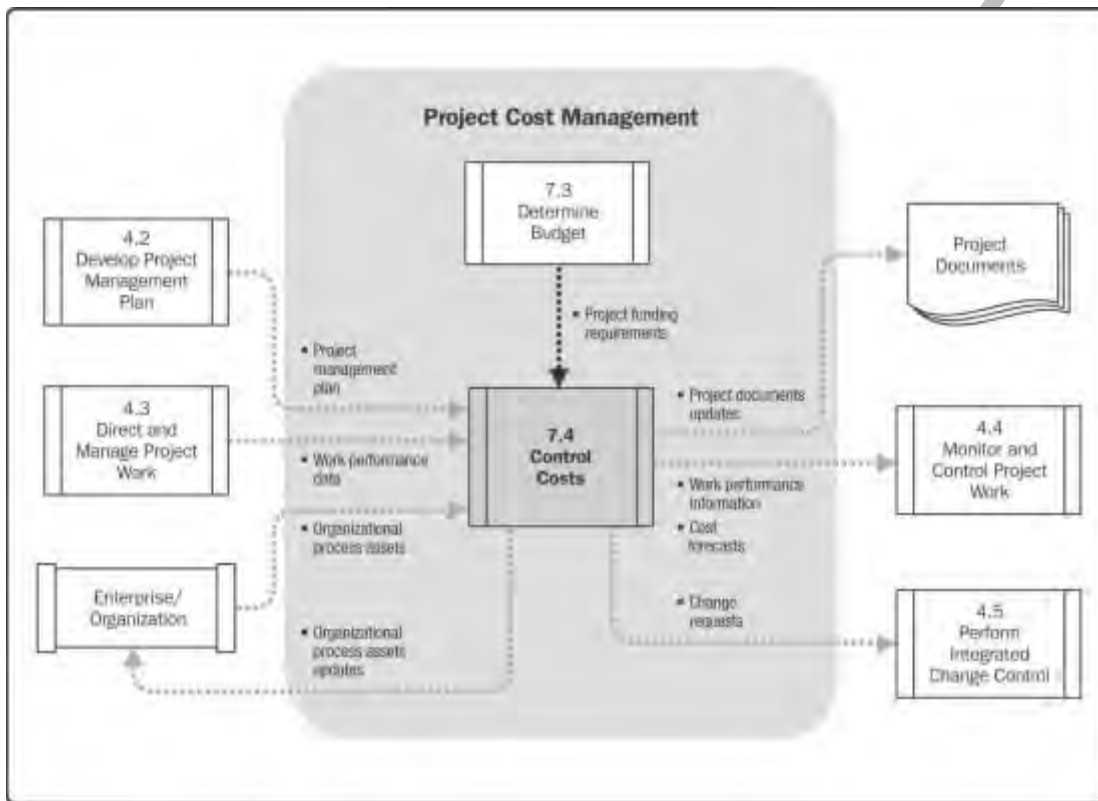 Project Cost Management
7.3
Determine
Budget
4.2
Develop Project
Management
Plan
Project
Documents
▪ Project funding
requirements
▪ Project
management
plan
▪ Project documents
updates
4.3
Direct and
Manage Project
Work
7.4
Control
Costs
4.4
Monitor and
Control Project
Work
▪ Work performance
data
▪ Work performance
information
▪ Cost
forecasts
▪ Organizational
process assets
Enterprise/
Organization
▪ Change
requests
▪ Organizational
process assets
updates
4.5
Perform
Integrated
Change Control